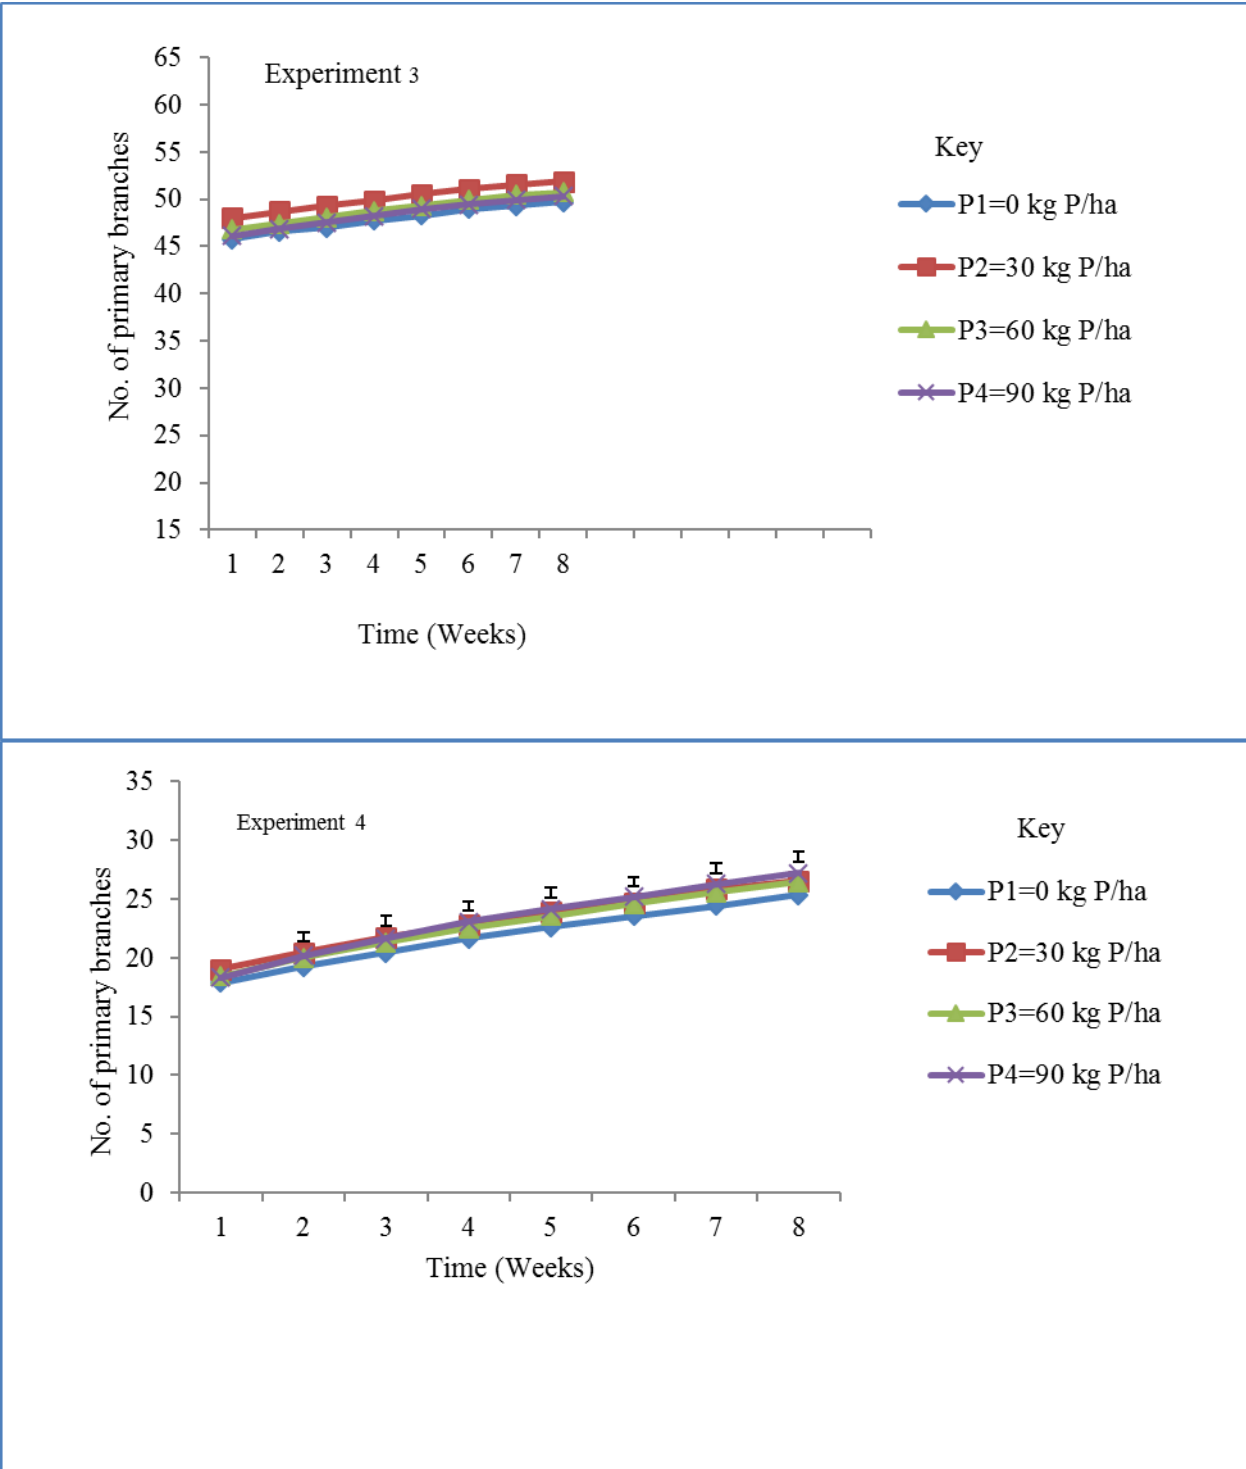 Experiment 3
65
60
55
50
45
40
35
30
25
20
15
No. of primary branches
1 2 3 4 5 6 7 8
Time (Weeks)
Key
P1=0 kg P/ha
P2=30 kg P/ha
P3=60 kg P/ha
P4=90 kg P/ha
Experiment 4
35
30
25
20
15
10
5
0
No. of primary branches
1 2 3 4 5 6 7 8
Time (Weeks)
Key
P1=0 kg P/ha
P2=30 kg P/ha
P3=60 kg P/ha
P4=90 kg P/ha